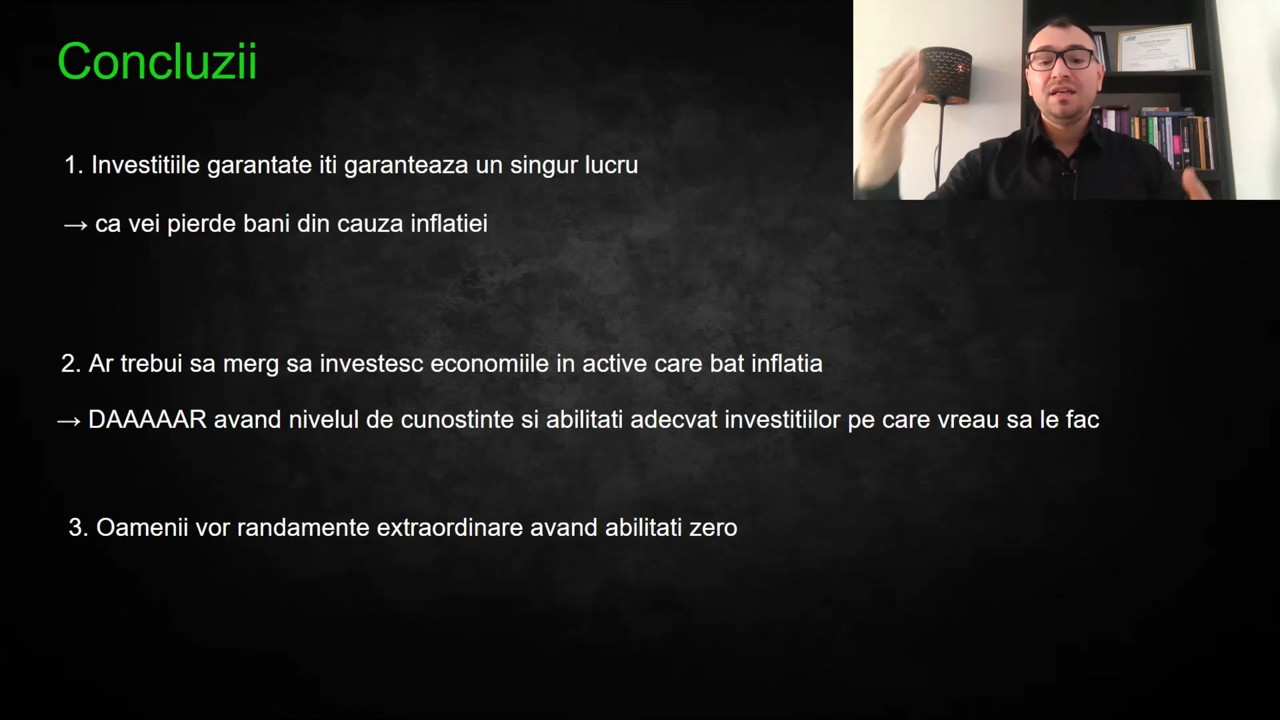 Concluzii
1. Investitiile garantate iti garanteaza un singur lucru
→ ca vei pierde bani din cauza inflatiei
2. Ar trebui sa merg sa investesc economiile in active care bat inflatia
→ DAAAAAR avand nivelul de cunostinte si abilitati adecvat investitiilor pe care vreau sa le fac
3. Oamenii vor randamente extraordinare avand abilitati zero